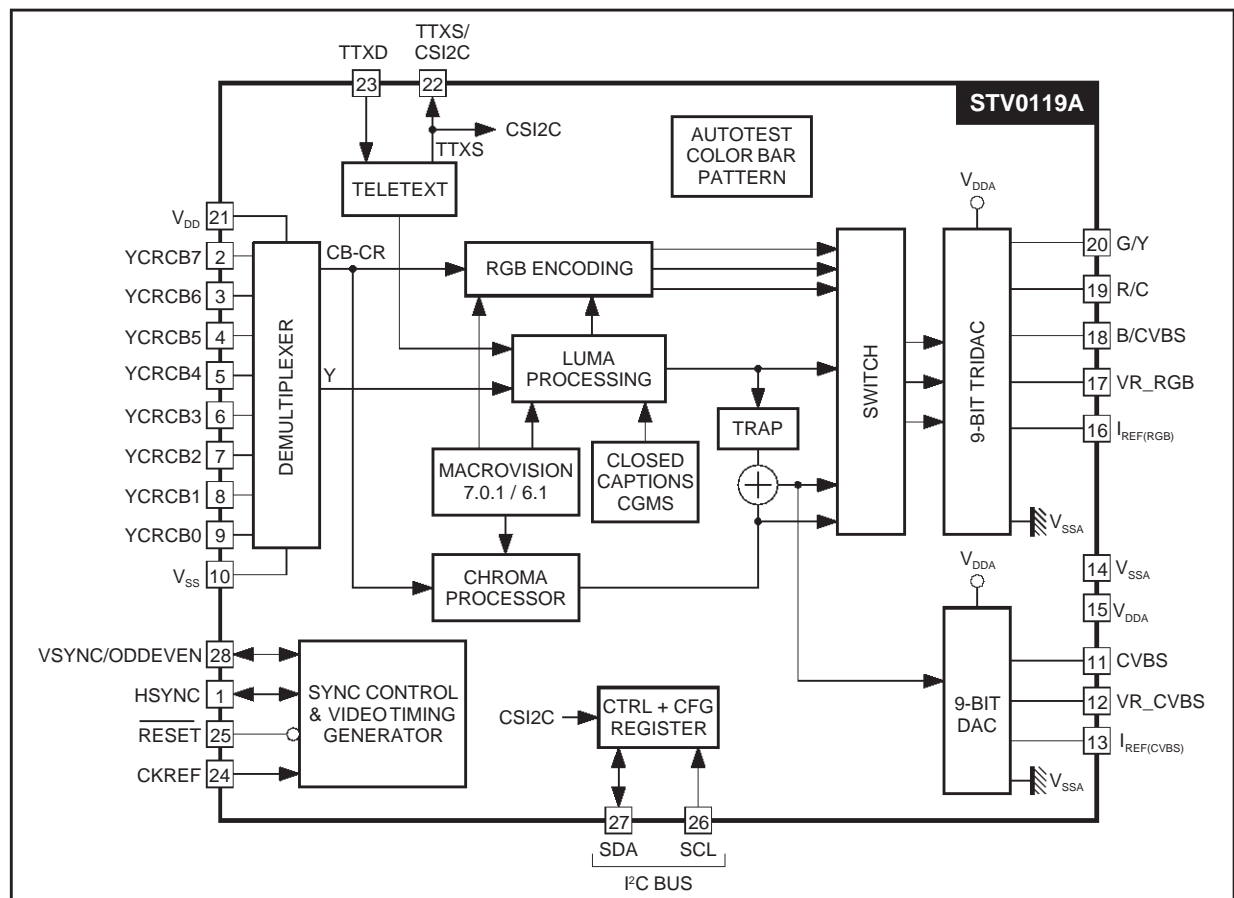 TTXD
TTXS/
CSI2C
23
22
STV0119A
CSI2C
TTXS
TELETEXT
AUTOTEST
COLOR BAR
PATTERN
VDD
21
YCRCB7
2
YCRCB6
3
YCRCB5
4
YCRCB4
5
YCRCB3
6
YCRCB2
7
YCRCB1
8
YCRCB0
9
VSS
10
DEMULTIPLEXER
CB-CR
Y
RGB ENCODING
LUMA
PROCESSING
TRAP
MACROVISION
7.0.1 / 6.1
CLOSED
CAPTIONS
CGMS
CHROMA
PROCESSOR
SWITCH
VDDA
9-BIT TRIDAC
20
G/Y
19
R/C
18
B/CVBS
17
VR_RGB
16
IREF(RGB)
VSSA
14
VSSA
15
VDDA
VDDA
9-BIT
DAC
11
CVBS
12
VR_CVBS
13
IREF(CVBS)
VSSA
VSYNC/ODDEVEN
28
HSYNC
1
RESET
25
CKREF
24
SYNC CONTROL
& VIDEO TIMING
GENERATOR
CSI2C
CTRL + CFG
REGISTER
27
26
SDA
SCL
I²C BUS